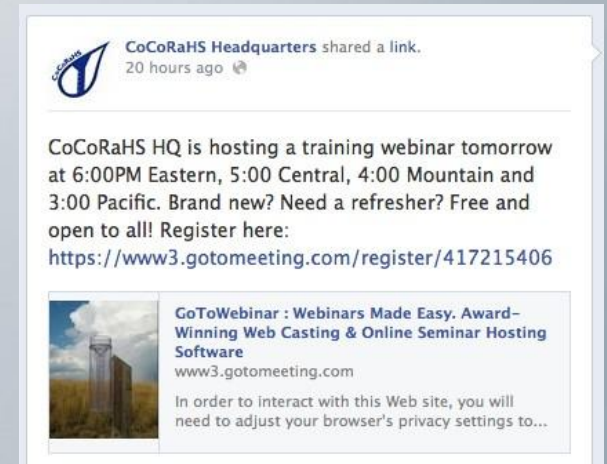 CoCoRaHS
CoCoRaHS Headquarters shared a link.
20 hours ago
CoCoRaHS HQ is hosting a training webinar tomorrow
at 6:00PM Eastern, 5:00 Central, 4:00 Mountain and
3:00 Pacific. Brand new? Need a refresher? Free and
open to all! Register here:
https://www3.gotomeeting.com/register/417215406
GoToWebinar : Webinars Made Easy. Award-
Winning Web Casting & Online Seminar Hosting
Software
www3.gotomeeting.com
In order to interact with this Web site, you will
need to adjust your browser's privacy settings to...